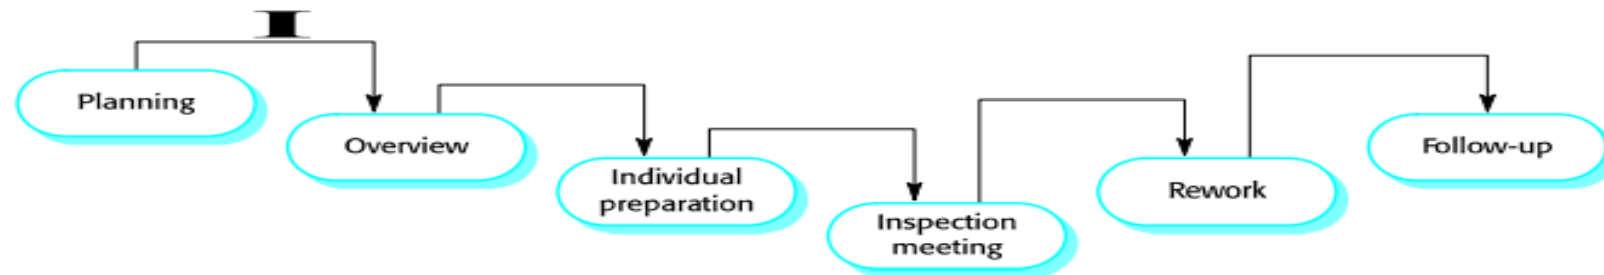 I
Planning
Overview
Individual
preparation
Inspection
meeting
Rework
Follow-up